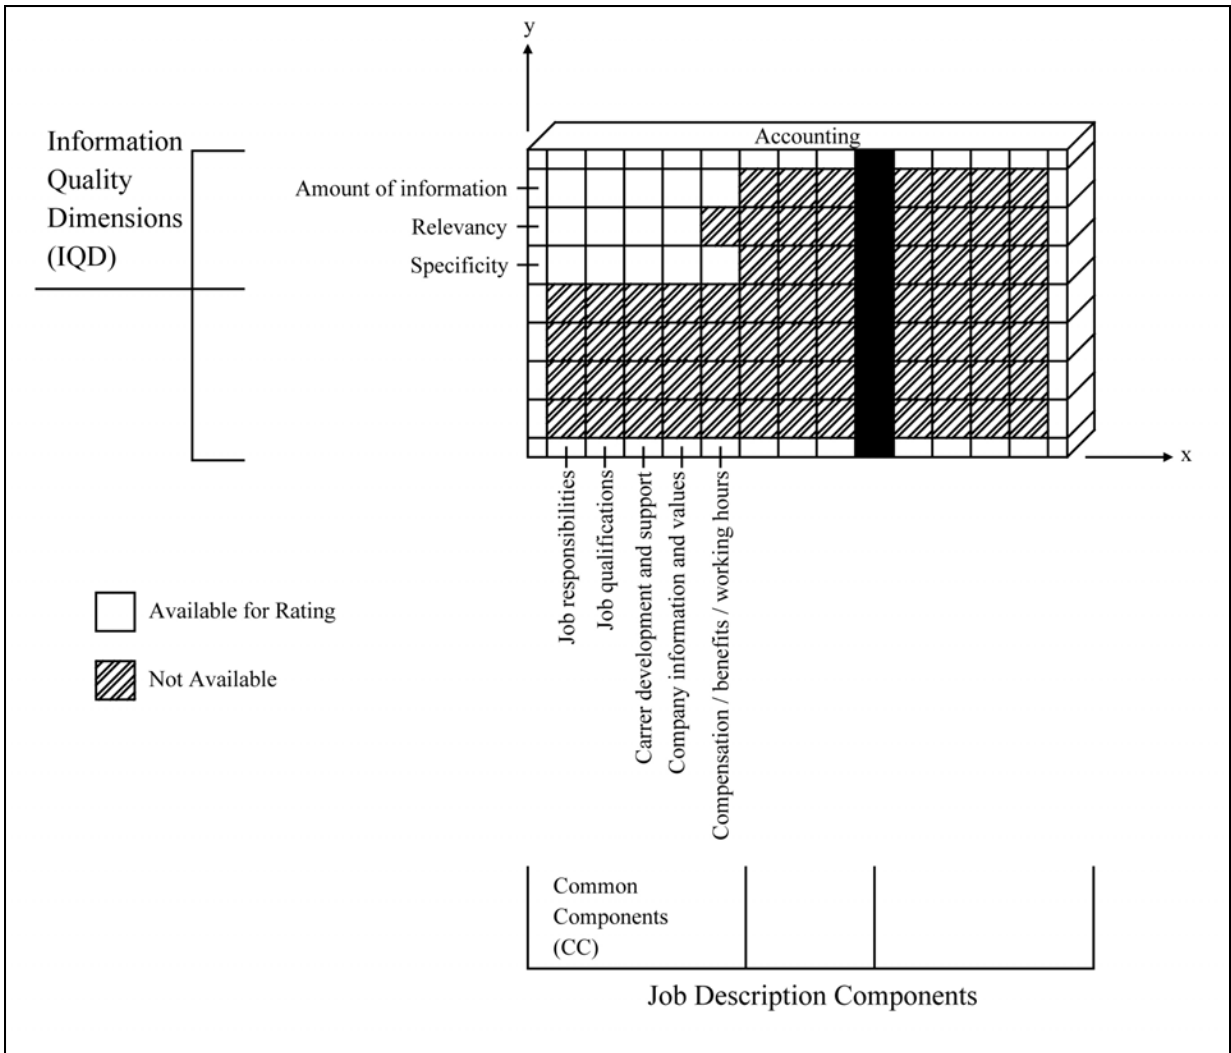 y
Accounting
Information
Quality
Dimensions
(IQD)
Amount of information
Relevancy
Specificity
x
Job responsibilities
Job qualifications
Carrer development and support
Company information and values
Compensation / benefits / working hours
Available for Rating
Not Available
Common
Components
(CC)
Job Description Components